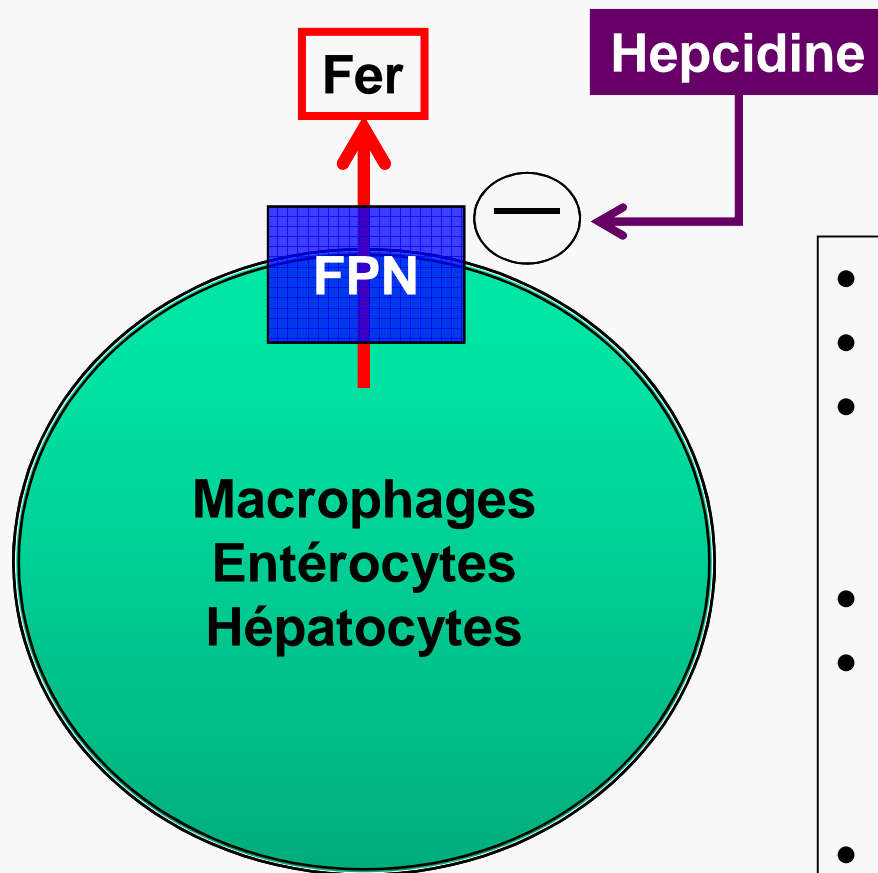 Fer
Hepcidine
FPN
Macrophages
Entérocytes
Hépatocytes